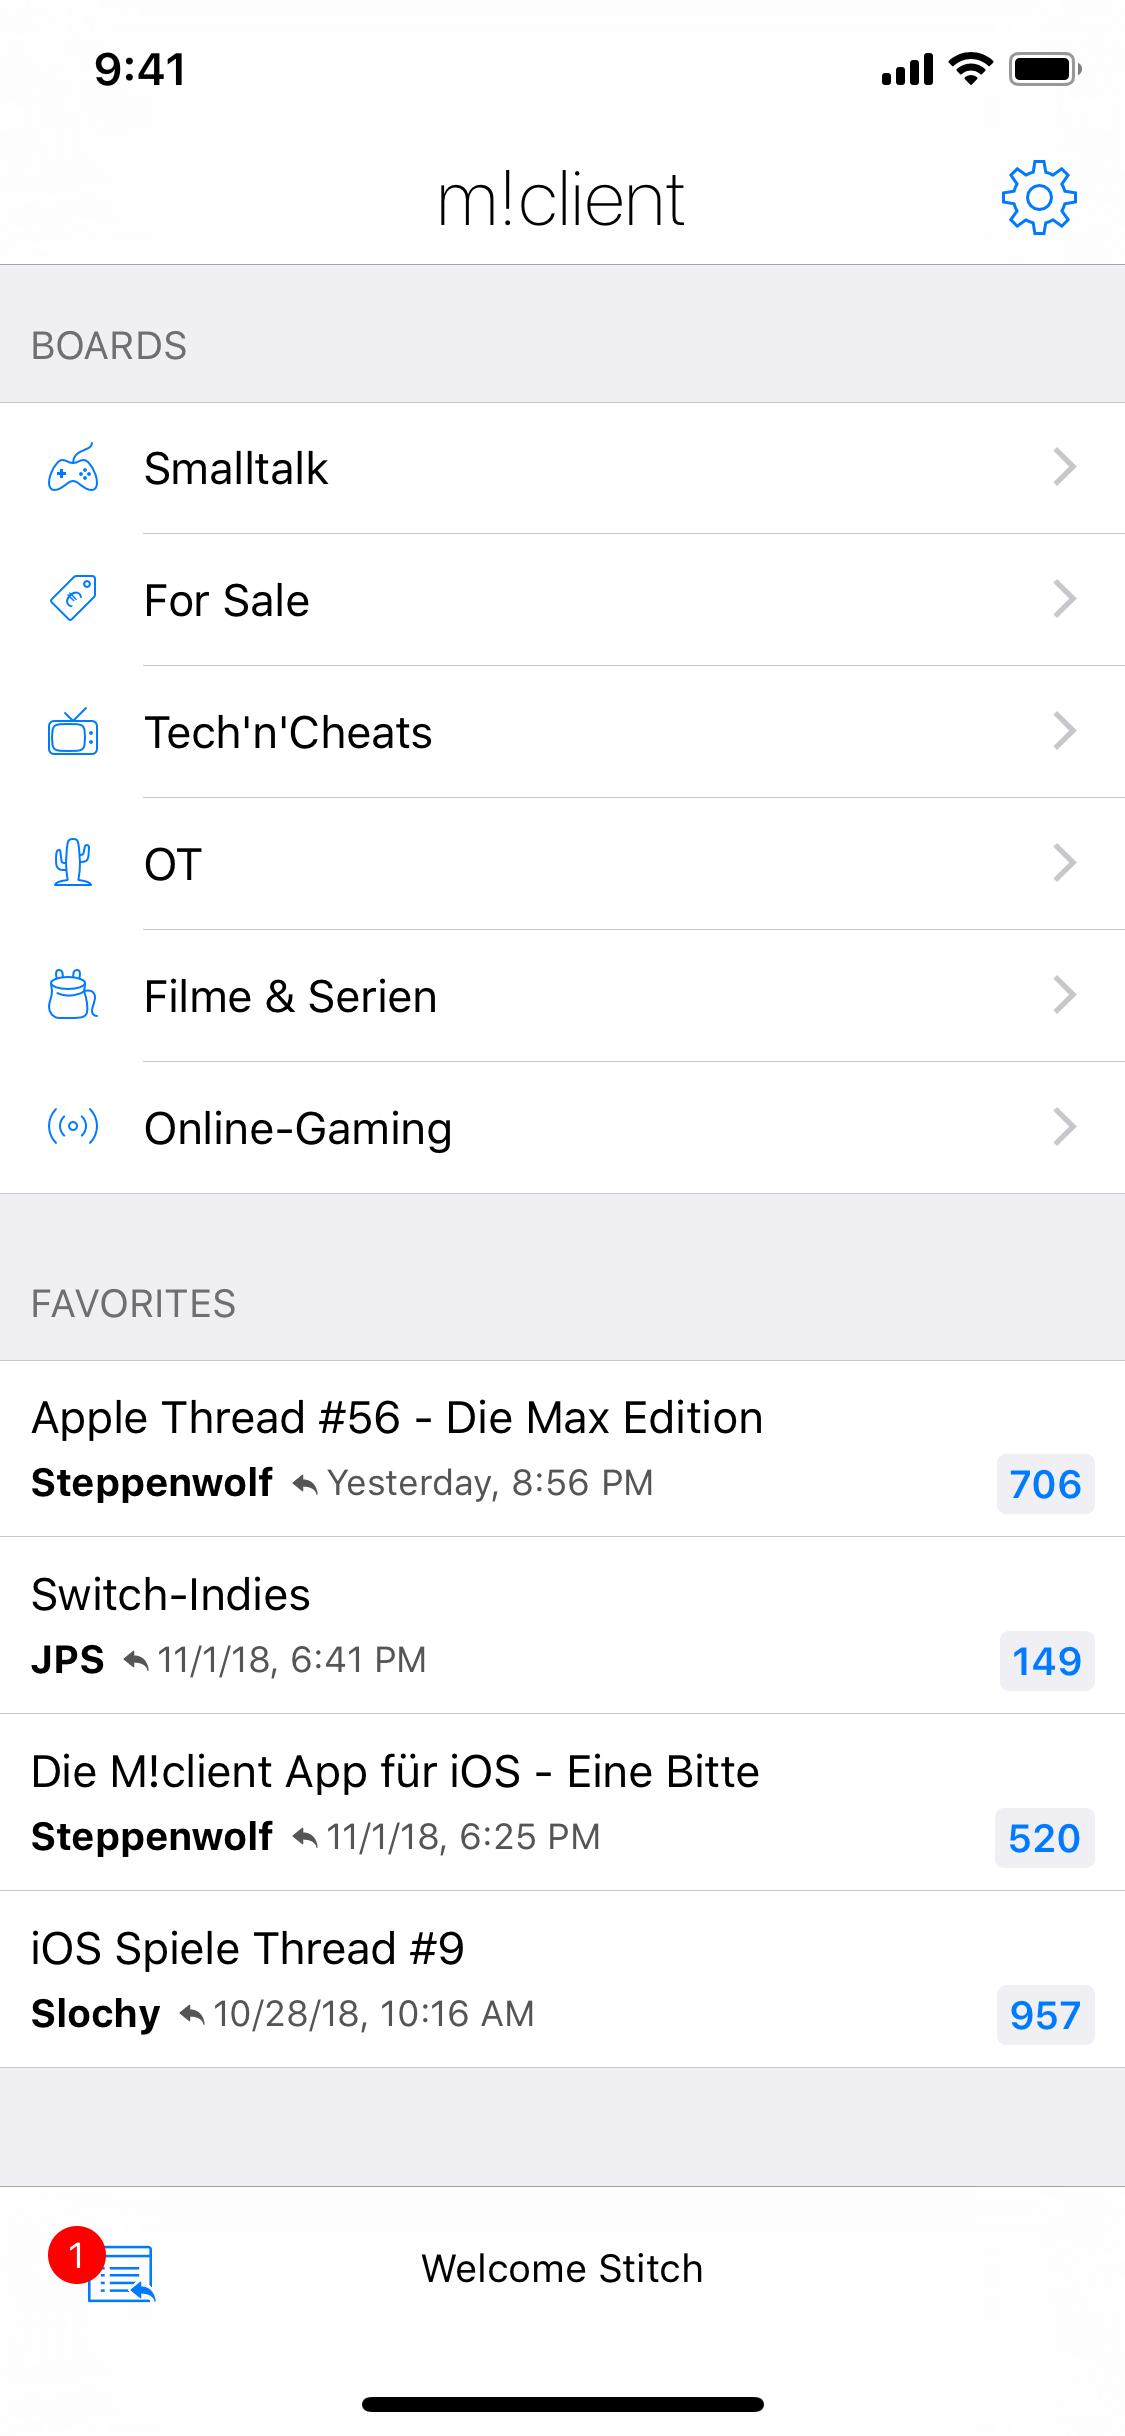 9:41
m!client
BOARDS
Smalltalk
For Sale
Tech'n'Cheats
OT
Filme & Serien
Online-Gaming
FAVORITES
Apple Thread #56 - Die Max Edition
Steppenwolf Yesterday, 8:56 PM 706
Switch-Indies
JPS 11/1/18, 6:41 PM 149
Die M!client App für iOS - Eine Bitte
Steppenwolf 11/1/18, 6:25 PM 520
iOS Spiele Thread #9
Slochy 10/28/18, 10:16 AM 957
1 Welcome Stitch